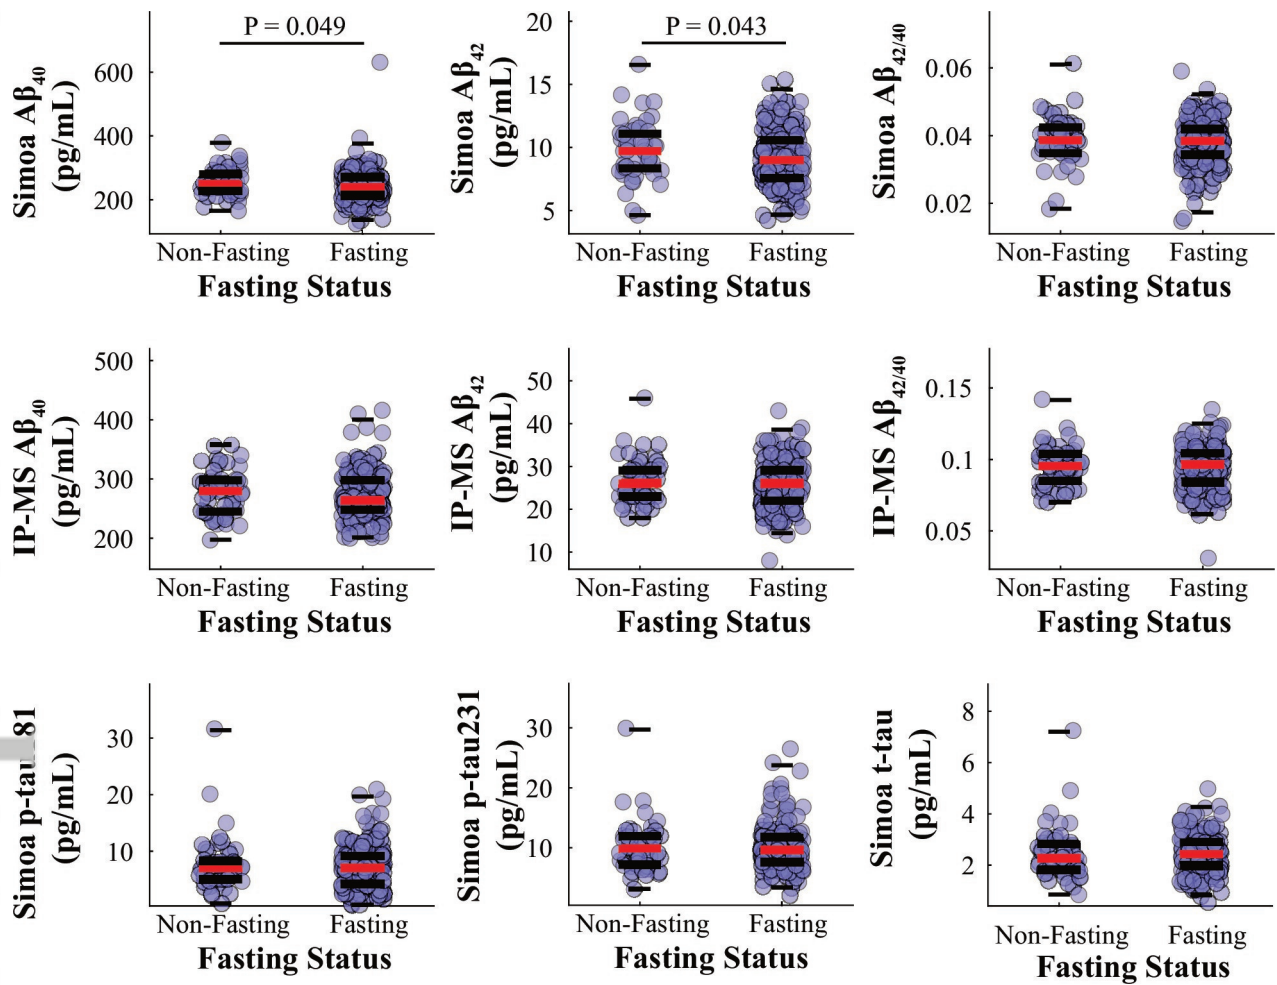 P = 0.049
Simoa Aβ40
(pg/mL)
600
400
200
Non-Fasting Fasting
Fasting Status
P = 0.043
Simoa Aβ42
(pg/mL)
20
15
10
5
Non-Fasting Fasting
Fasting Status
Simoa Aβ42/40
0.06
0.04
0.02
Non-Fasting Fasting
Fasting Status
IP-MS Aβ40
(pg/mL)
500
400
300
200
Non-Fasting Fasting
Fasting Status
IP-MS Aβ42
(pg/mL)
50
40
30
20
10
Non-Fasting Fasting
Fasting Status
IP-MS Aβ42/40
0.15
0.1
0.05
Non-Fasting Fasting
Fasting Status
Simoa p-tau181
(pg/mL)
30
20
10
Non-Fasting Fasting
Fasting Status
Simoa p-tau231
(pg/mL)
30
20
10
Non-Fasting Fasting
Fasting Status
Simoa t-tau
(pg/mL)
8
6
4
2
Non-Fasting Fasting
Fasting Status